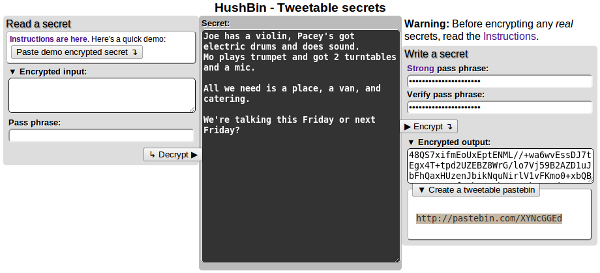 HushBin - Tweetable secrets
Read a secret
Instructions are here. Here's a quick demo:
Paste demo encrypted secret ↴
▼ Encrypted input:
Pass phrase:
↳ Decrypt ▶
Secret:
Joe has a violin, Pacey's got
electric drums and does sound.
Mo plays trumpet and got 2 turntables
and a mic.
All we need is a place, a van, and
catering.
We're talking this Friday or next
Friday?
Warning: Before encrypting any real
secrets, read the Instructions.
Write a secret
Strong pass phrase:
••••••••••••••••••••••
Verify pass phrase:
••••••••••••••••••••••
▶ Encrypt ↴
▼ Encrypted output:
48QS7xifmEoUxEptENML//+wa6wvEssDJ7t
Egx4T+tpd2UZEBZ8WrG/lo7Vj59B2AZD1uJ
bFhQaxHUzenJbikNquNirlV1vFKmo0+xbQB
▼ Create a tweetable pastebin
http://pastebin.com/XYNcGGEd